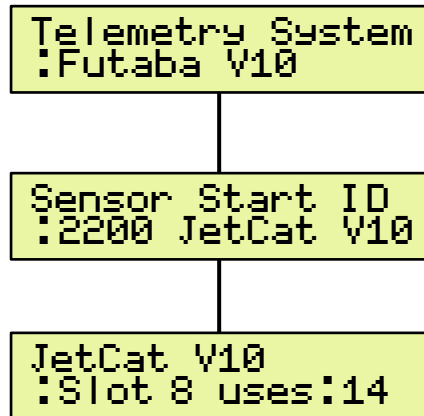 Telemetry System
:Futaba V10
Sensor Start ID
:2200 JetCat V10
JetCat V10
:Slot 8 uses:14